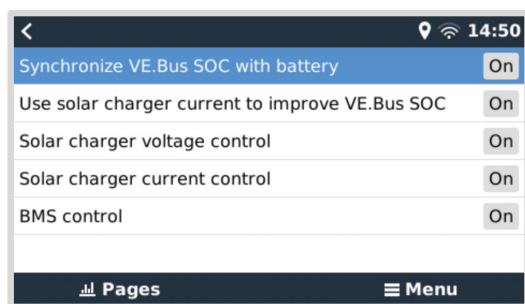 14:50
Synchronize VE.Bus SOC with battery On
Use solar charger current to improve VE.Bus SOC On
Solar charger voltage control On
Solar charger current control On
BMS control On
Pages Menu